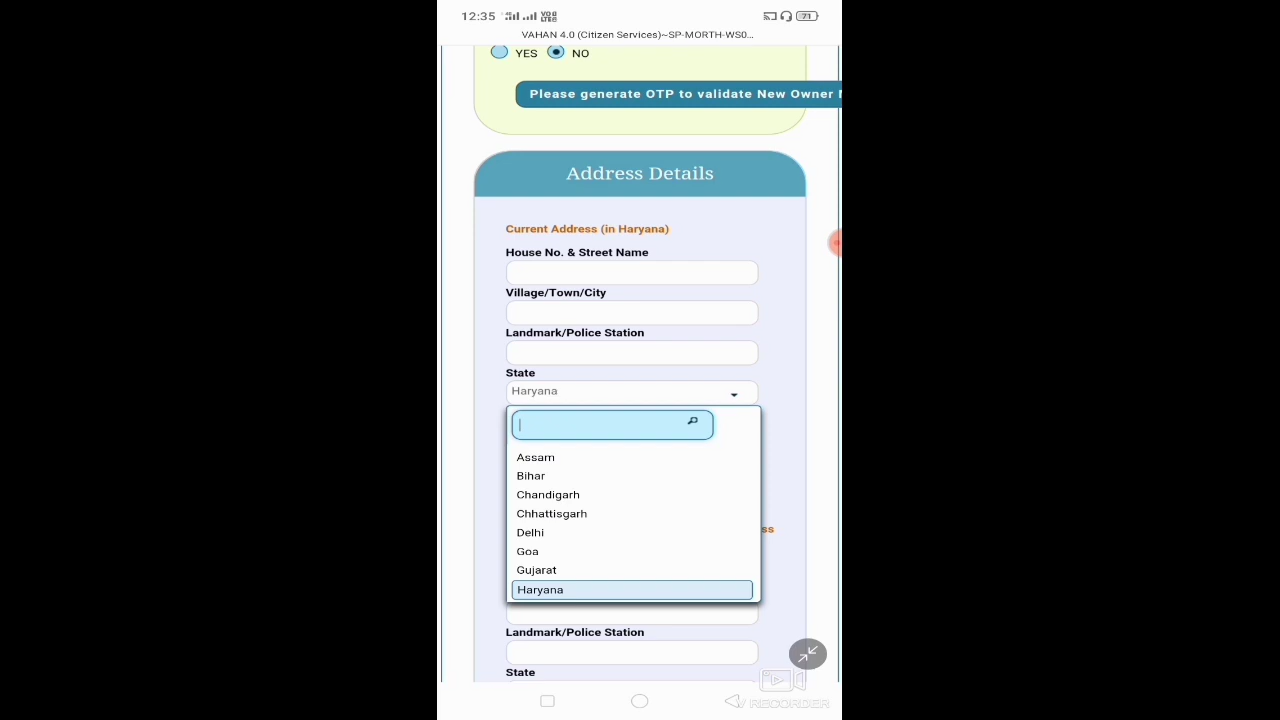 12:35
71
VAHAN 4.0 (Citizen Services)~SP-MORTH-WS0...
YES NO
Please generate OTP to validate New Owner
Address Details
Current Address (in Haryana)
House No. & Street Name
Village/Town/City
Landmark/Police Station
State
Haryana
Assam
Bihar
Chandigarh
Chhattisgarh
Delhi
Goa
Gujarat
Haryana
Landmark/Police Station
State
RECORDER